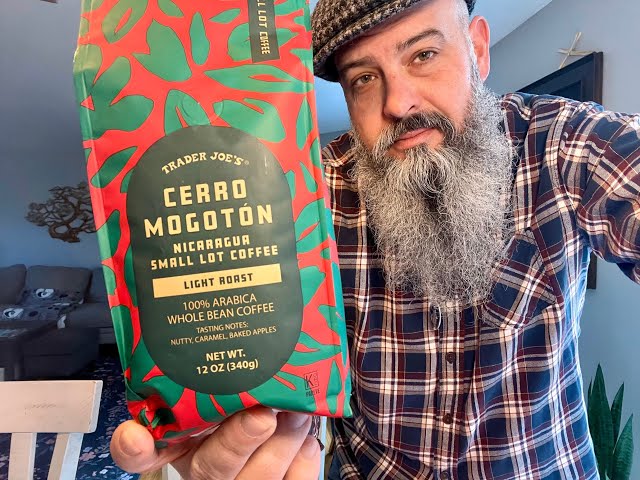 SMALL LOT COFFEE
TRADER JOE'S®
CERRO
MOGOTÓN
NICARAGUA
SMALL LOT COFFEE
LIGHT ROAST
100% ARABICA
WHOLE BEAN COFFEE
TASTING NOTES:
NUTTY, CARAMEL, BAKED APPLES
NET WT.
12 OZ (340g)
K